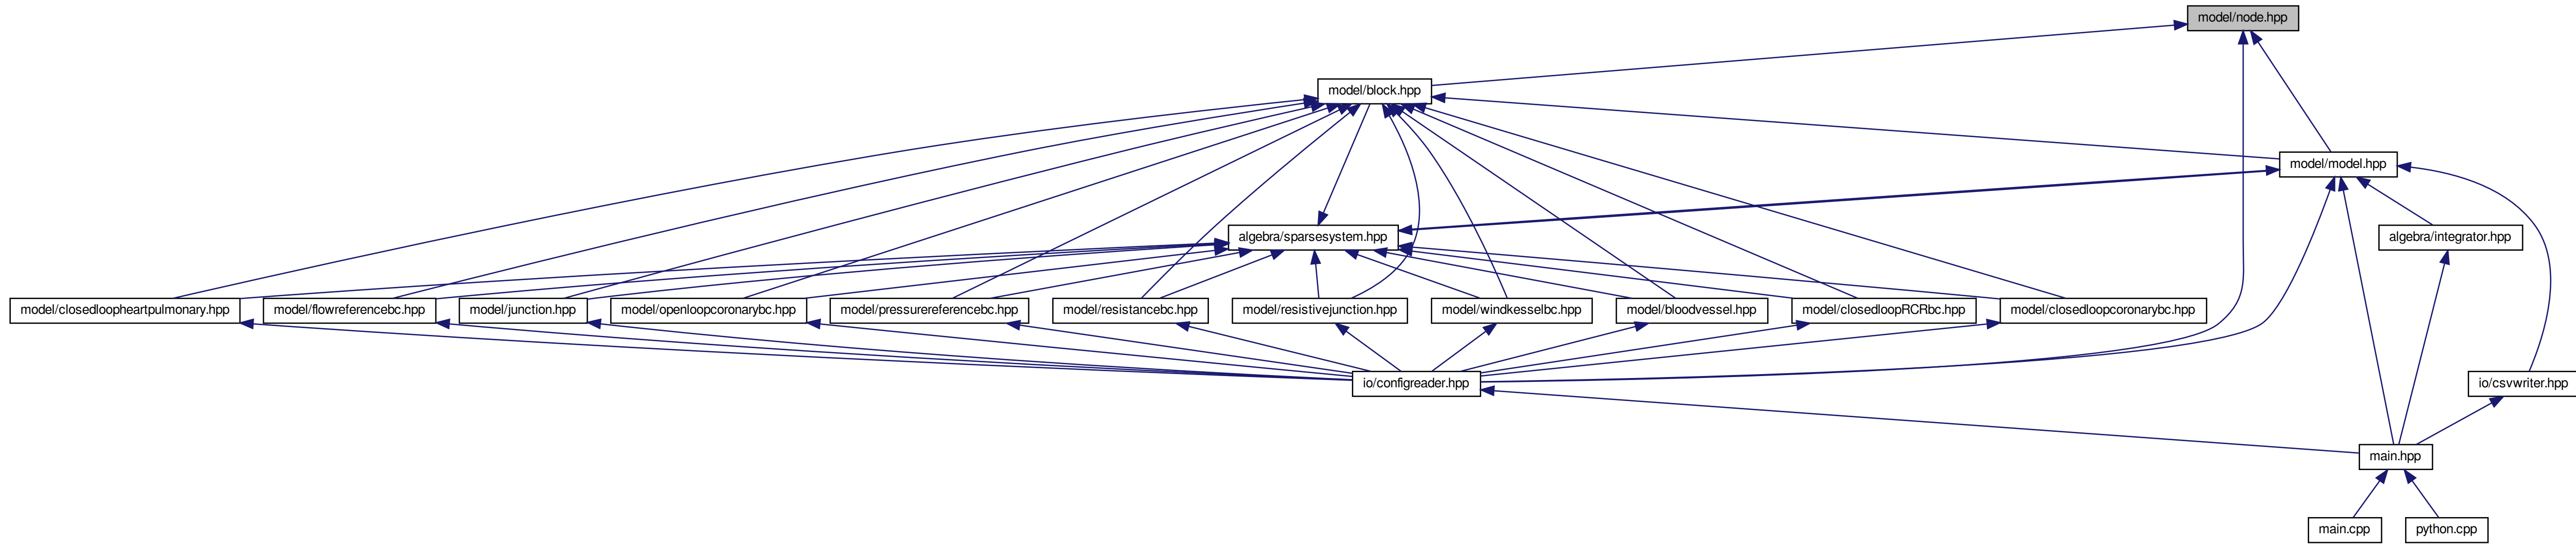 model/node.hpp
model/block.hpp
model/model.hpp
algebra/sparsesystem.hpp
algebra/integrator.hpp
model/closedloopheartpulmonary.hpp
model/flowreferencebc.hpp
model/junction.hpp
model/openloopcoronarybc.hpp
model/pressurereferencebc.hpp
model/resistancebc.hpp
model/resistivejunction.hpp
model/windkesselbc.hpp
model/bloodvessel.hpp
model/closedloopRCRbc.hpp
model/closedloopcoronarybc.hpp
io/configreader.hpp
io/csvwriter.hpp
main.hpp
main.cpp
python.cpp